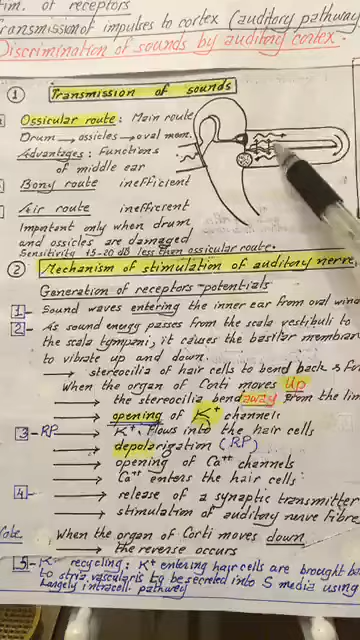 im. of receptors
Transmission of impulses to cortex (auditory pathway
Discrimination of sounds by auditory cortex.
1 Transmission of sounds
Ossicular route: Main route
Drum → ossicles → oval mem.
Advantages: Functions
of middle ear
Bony route inefficient
Air route inefficient
Important only when drum
and ossicles are damaged
Sensitivity 15-20 dB less than ossicular route.
2 Mechanism of stimulation of auditory nerve
Generation of receptors potentials
1- Sound waves entering the inner ear from oval wind
2- As sound energy passes from the scala vestibuli to
the scala tympani, it causes the basilar membran
to vibrate up and down.
→ stereocilia of hair cells to bend back & for
When the organ of Corti moves Up
→ the stereocilia bend away from the lim
→ opening of K+ channels
3- RP → K+ flows into the hair cells
→ depolarization (RP)
→ opening of Ca++ channels
→ Ca++ enters the hair cells
4- → release of a synaptic transmitter
→ stimulation of auditory nerve fibre
When the organ of Corti moves down
→ the reverse occurs
5- K+ recycling: K+ entering hair cells are brought ba
to stria vascularis to be secreted into S media using
largely intracell. pathway